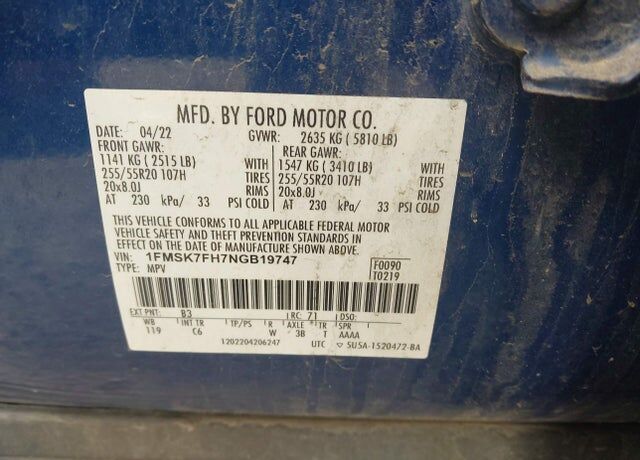 MFD. BY FORD MOTOR CO.
DATE: 04/22 GVWR: 2635 KG ( 5810 LB)
FRONT GAWR: REAR GAWR:
1141 KG ( 2515 LB) WITH 1547 KG ( 3410 LB) WITH
255/55R20 107H TIRES 255/55R20 107H TIRES
20x8.0J RIMS 20x8.0J RIMS
AT 230 kPa/ 33 PSI COLD AT 230 kPa/ 33 PSI COLD
THIS VEHICLE CONFORMS TO ALL APPLICABLE FEDERAL MOTOR
VEHICLE SAFETY AND THEFT PREVENTION STANDARDS IN
EFFECT ON THE DATE OF MANUFACTURE SHOWN ABOVE.
VIN: 1FMSK7FH7NGB19747 F0090
TYPE: MPV T0219
EXT PNT: B3 RC: 71 DSO:
WB INT TR TP/PS R AXLE TR SPR
119 C6 W 3B T AAAA
1202204206247 UTC ▽ 5U5A-1520472-BA